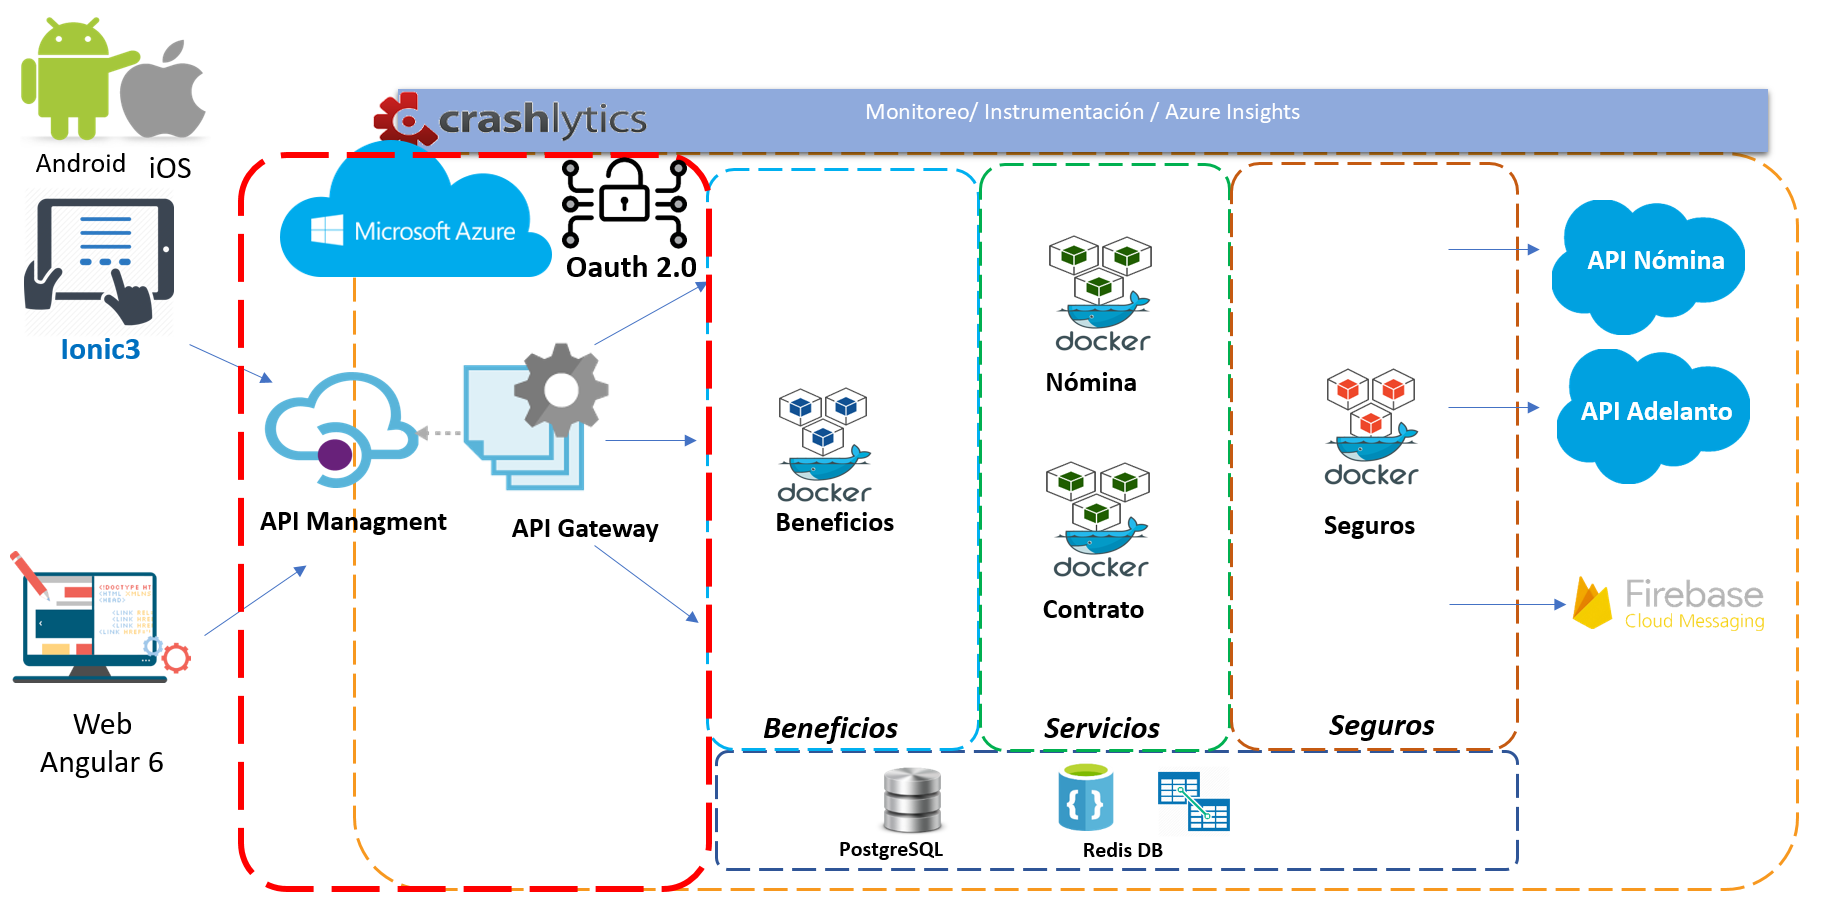 crashlytics
Monitoreo/ Instrumentación / Azure Insights
Android
iOS
Microsoft Azure
Oauth 2.0
Ionic3
API Nómina
docker
Nómina
API Adelanto
docker
Beneficios
docker
Seguros
API Managment
API Gateway
docker
Contrato
Firebase
Cloud Messaging
Web
Angular 6
Beneficios
Servicios
Seguros
PostgreSQL
Redis DB